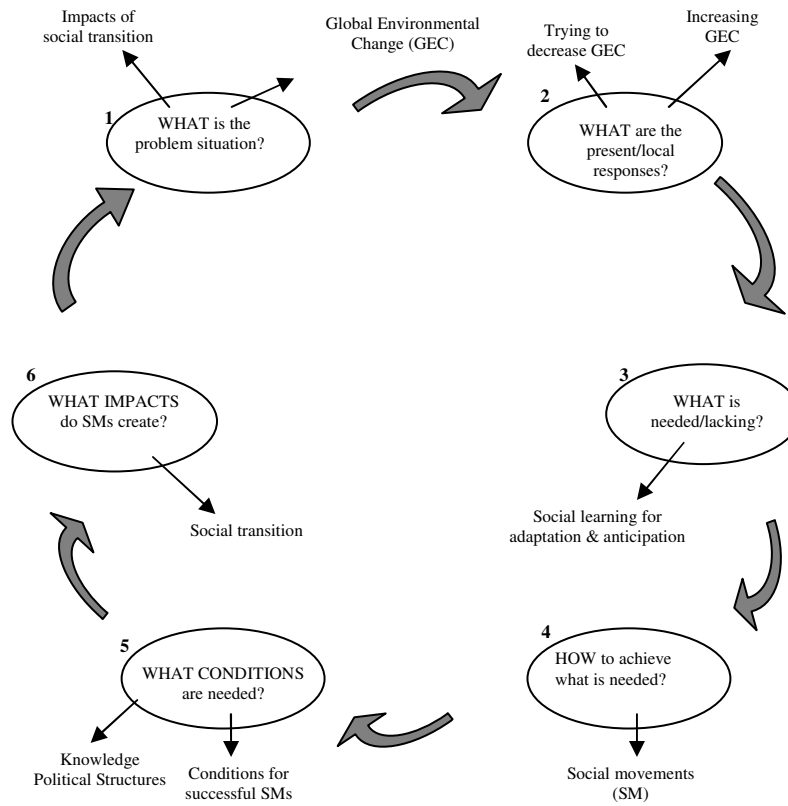 Impacts of
social transition
Global Environmental
Change (GEC)
Trying to
decrease GEC
Increasing
GEC
1
WHAT is the
problem situation?
2
WHAT are the
present/local
responses?
3
WHAT is
needed/lacking?
Social learning for
adaptation & anticipation
4
HOW to achieve
what is needed?
Social movements
(SM)
5
WHAT CONDITIONS
are needed?
Knowledge
Political Structures
Conditions for
successful SMs
6
WHAT IMPACTS
do SMs create?
Social transition